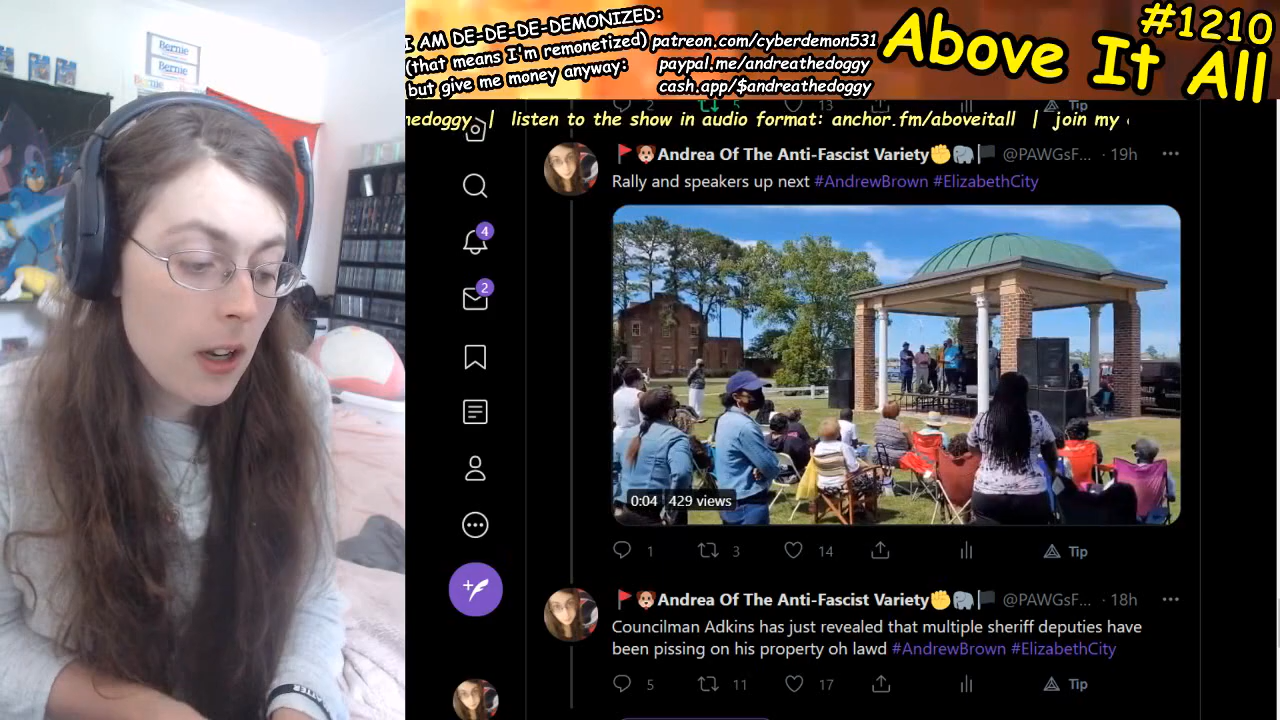 Bernie
Bernie
I AM DE-DE-DE-DEMONIZED:
(that means I'm remonetized)
but give me money anyway:
patreon.com/cyberdemon531
paypal.me/andreathedoggy
cash.app/$andreathedoggy
Above It All
#1210
2 5 13 Tip
hedoggy | listen to the show in audio format: anchor.fm/aboveitall | join my
Andrea Of The Anti-Fascist Variety @PAWGsF... · 19h
Rally and speakers up next #AndrewBrown #ElizabethCity
4
2
0:04 429 views
1 3 14 Tip
Andrea Of The Anti-Fascist Variety @PAWGsF... · 18h
Councilman Adkins has just revealed that multiple sheriff deputies have
been pissing on his property oh lawd #AndrewBrown #ElizabethCity
5 11 17 Tip